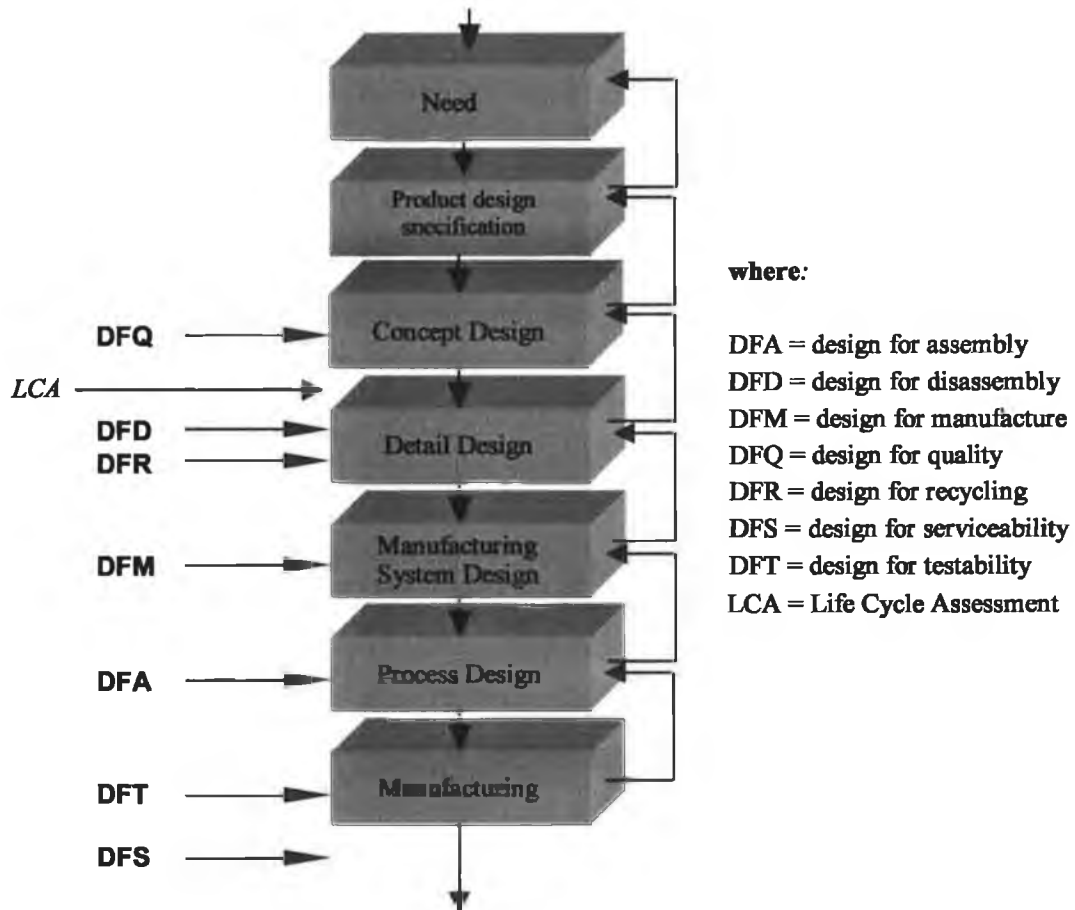 Need
Product design
specification
where:
DFQ
Concept Design
DFA = design for assembly
LCA
DFD = design for disassembly
DFD
DFM = design for manufacture
DFR
Detail Design
DFQ = design for quality
DFR = design for recycling
DFS = design for serviceability
DFM
Manufacturing
System Design
DFT = design for testability
LCA = Life Cycle Assessment
DFA
Process Design
DFT
Manufacturing
DFS